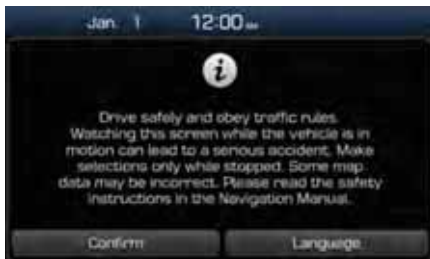 Jan. 1 12:00 AM
Drive safely and obey traffic rules.
Watching this screen while the vehicle is in
motion can lead to a serious accident. Make
selections only while stopped. Some map
data may be incorrect. Please read the safety
instructions in the Navigation Manual.
Confirm Language